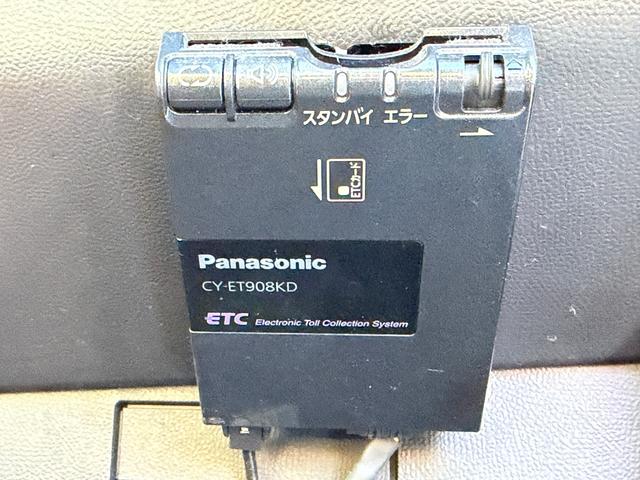 スタンバイ エラー
ETCカード
Panasonic
CY-ET908KD
ETC Electronic Toll Collection System